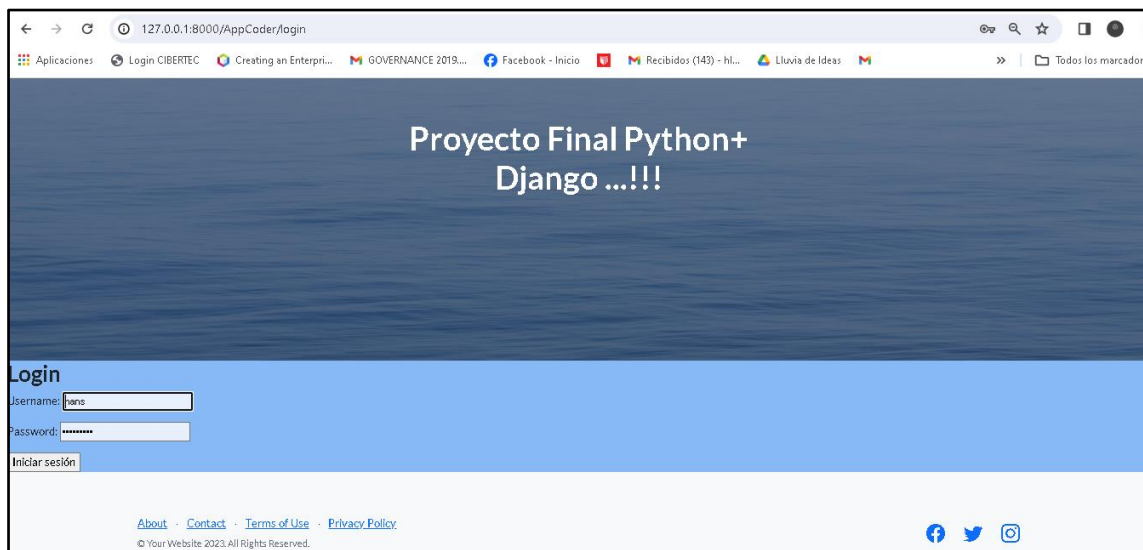 127.0.0.1:8000/AppCoder/login
Aplicaciones Login CIBERTEC Creating an Enterpri... GOVERNANCE 2019.... Facebook - Inicio Recibidos (143) - hl... Lluvia de Ideas » Todos los marcador
Proyecto Final Python+
Django ...!!!
Login
Username: hans
Password: •••••••••
Iniciar sesión
About · Contact · Terms of Use · Privacy Policy
© Your Website 2023. All Rights Reserved.